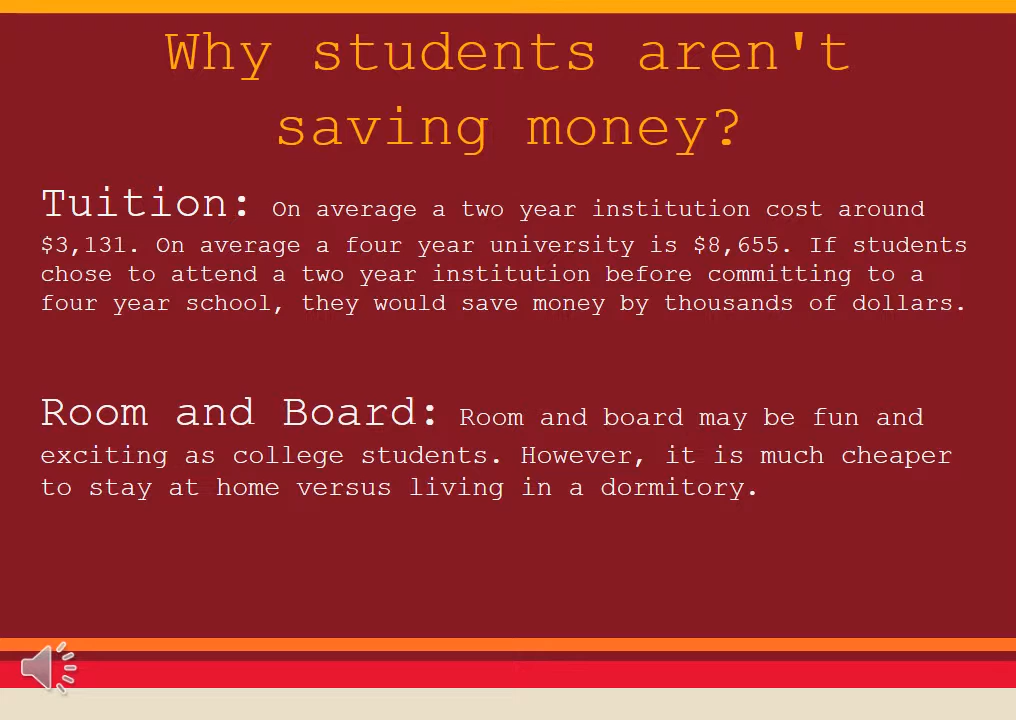 Why students aren't
saving money?
Tuition: On average a two year institution cost around
$3,131. On average a four year university is $8,655. If students
chose to attend a two year institution before committing to a
four year school, they would save money by thousands of dollars.
Room and Board: Room and board may be fun and
exciting as college students. However, it is much cheaper
to stay at home versus living in a dormitory.